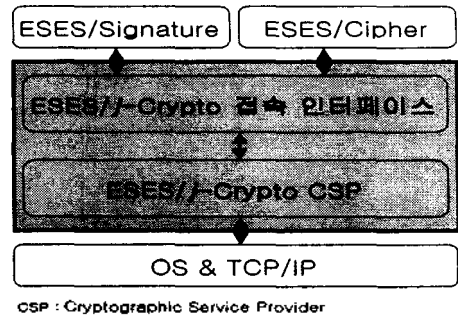 ESES/Signature
ESES/Cipher
ESES/j-Crypto 접속 인터페이스
ESES/j-Crypto CSP
OS & TCP/IP
CSP : Cryptographic Service Provider